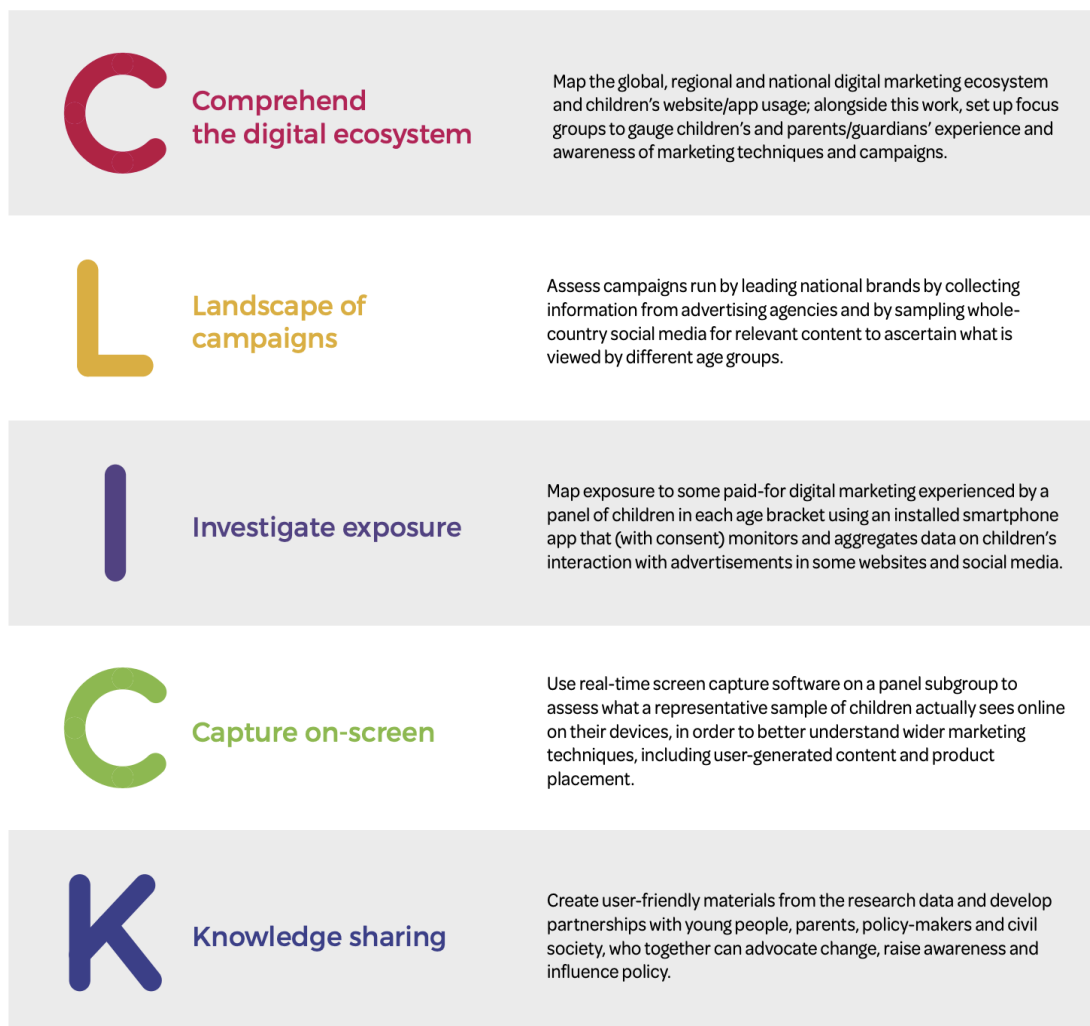 C
Comprehend
the digital ecosystem
Map the global, regional and national digital marketing ecosystem
and children’s website/app usage; alongside this work, set up focus
groups to gauge children’s and parents/guardians’ experience and
awareness of marketing techniques and campaigns.
L
Landscape of
campaigns
Assess campaigns run by leading national brands by collecting
information from advertising agencies and by sampling whole-
country social media for relevant content to ascertain what is
viewed by different age groups.
I
Investigate exposure
Map exposure to some paid-for digital marketing experienced by a
panel of children in each age bracket using an installed smartphone
app that (with consent) monitors and aggregates data on children’s
interaction with advertisements in some websites and social media.
C
Capture on-screen
Use real-time screen capture software on a panel subgroup to
assess what a representative sample of children actually sees online
on their devices, in order to better understand wider marketing
techniques, including user-generated content and product
placement.
K
Knowledge sharing
Create user-friendly materials from the research data and develop
partnerships with young people, parents, policy-makers and civil
society, who together can advocate change, raise awareness and
influence policy.